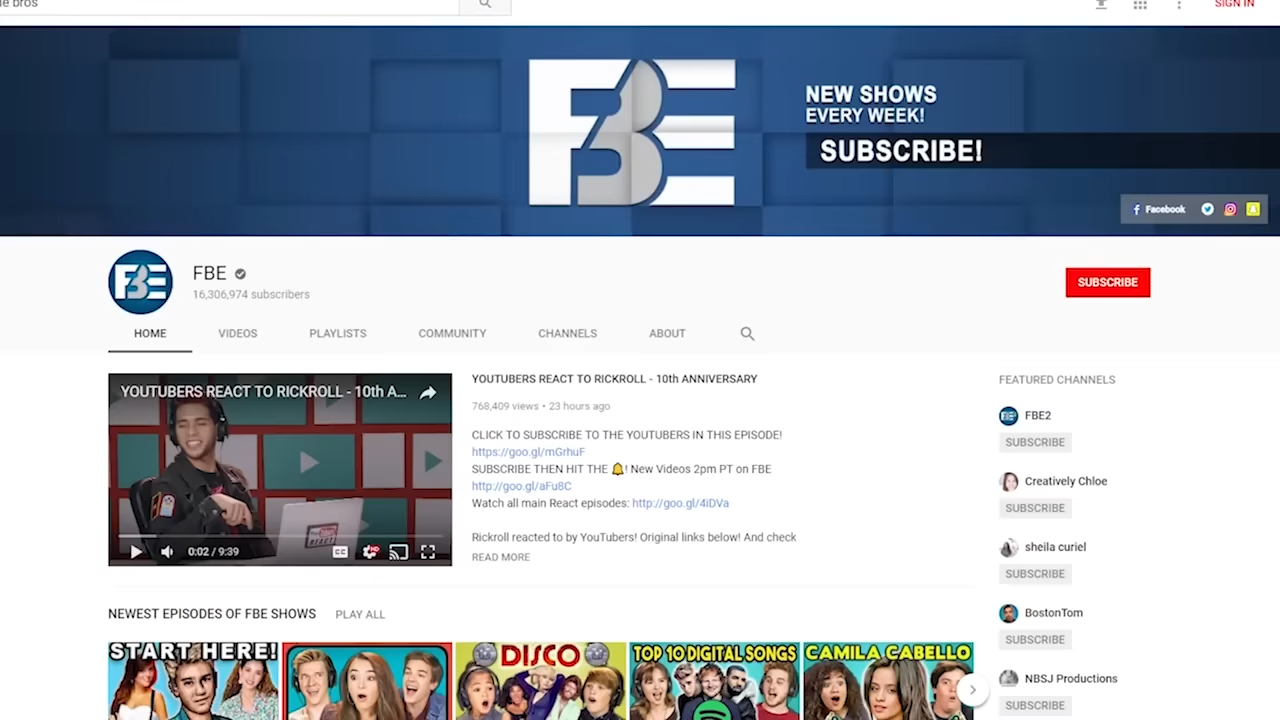 le bros
SIGN IN
FBE
NEW SHOWS
EVERY WEEK!
SUBSCRIBE!
Facebook
FBE
FBE
16,306,974 subscribers
SUBSCRIBE
HOME VIDEOS PLAYLISTS COMMUNITY CHANNELS ABOUT
YOUTUBERS REACT TO RICKROLL - 10th A...
0:02 / 9:39
CC
HD
YOUTUBERS REACT TO RICKROLL - 10th ANNIVERSARY
768,409 views • 23 hours ago
CLICK TO SUBSCRIBE TO THE YOUTUBERS IN THIS EPISODE!
https://goo.gl/mGrhuF
SUBSCRIBE THEN HIT THE 🔔! New Videos 2pm PT on FBE
http://goo.gl/aFu8C
Watch all main React episodes: http://goo.gl/4iDVa
Rickroll reacted to by YouTubers! Original links below! And check
READ MORE
FEATURED CHANNELS
FBE2
SUBSCRIBE
Creatively Chloe
SUBSCRIBE
sheila curiel
SUBSCRIBE
BostonTom
SUBSCRIBE
NBSJ Productions
SUBSCRIBE
NEWEST EPISODES OF FBE SHOWS PLAY ALL
START HERE!
DISCO
TOP 10 DIGITAL SONGS
CAMILA CABELLO